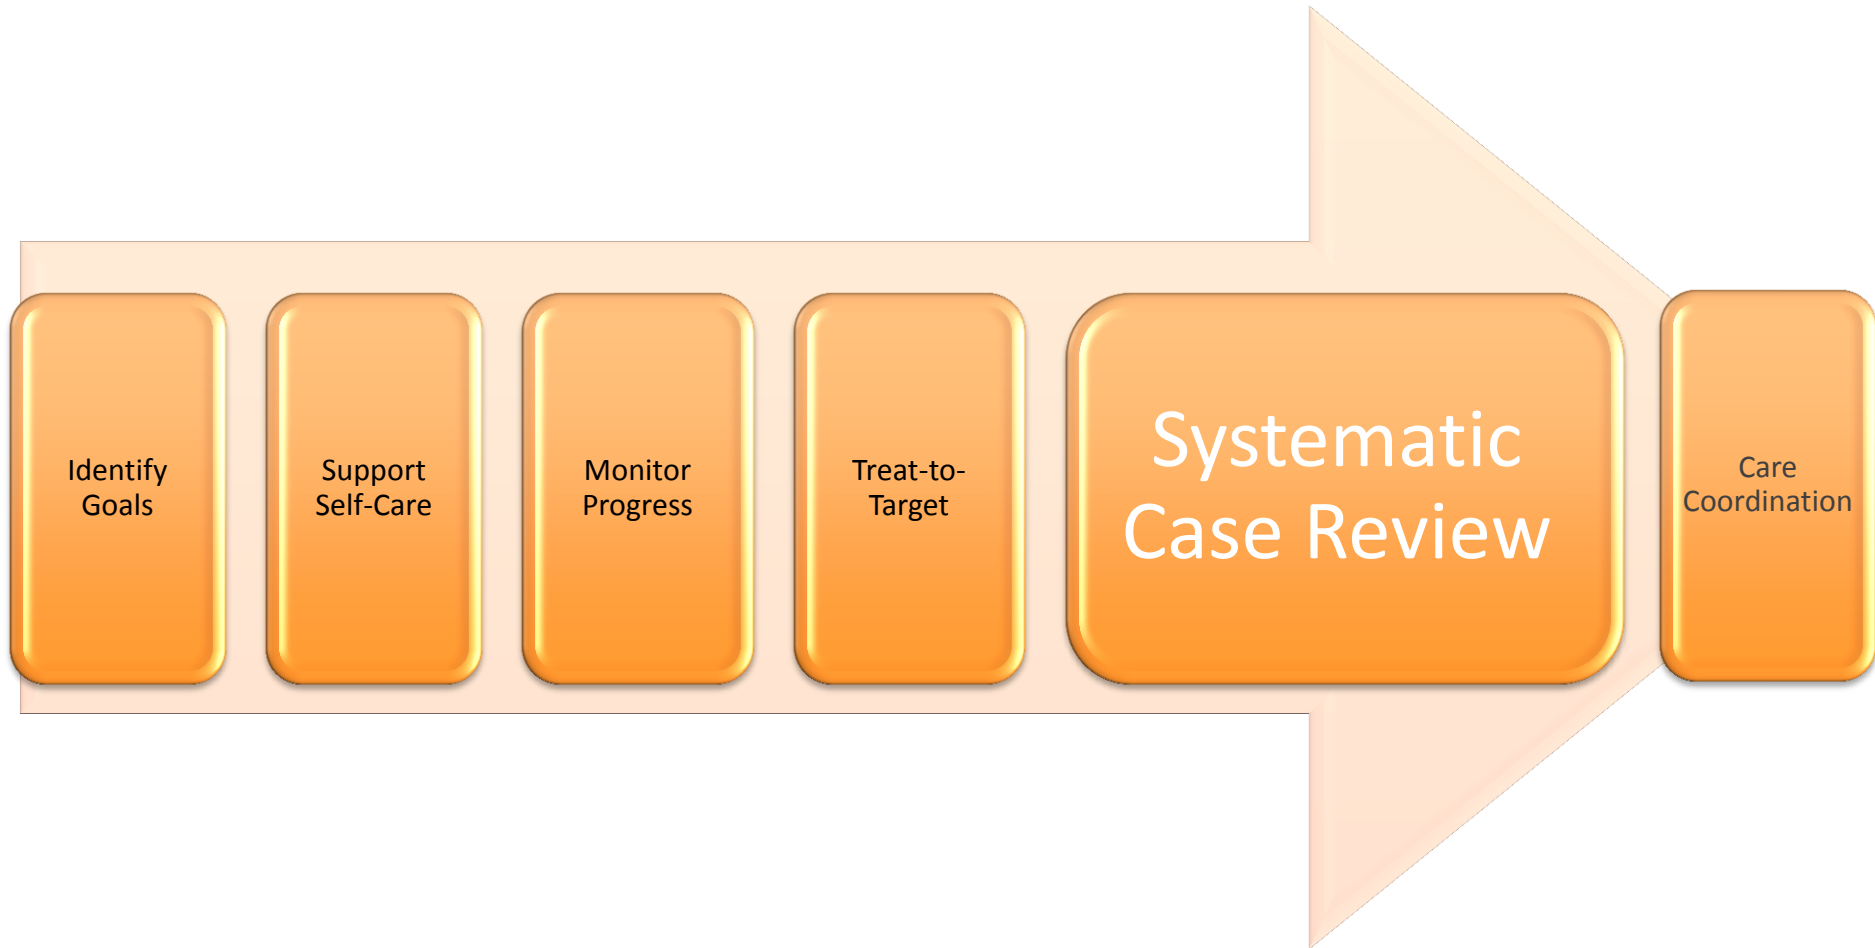 Identify
Goals
Support
Self-Care
Monitor
Progress
Treat-to-
Target
Systematic
Case Review
Care
Coordination